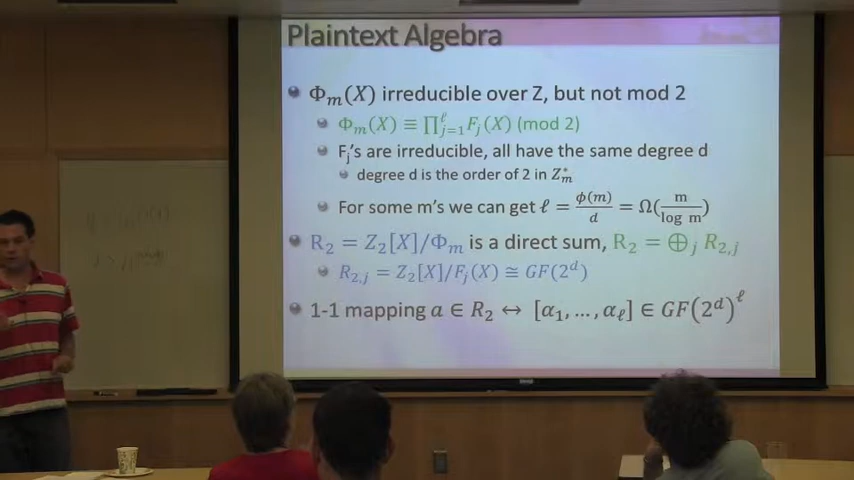 Plaintext Algebra
Φₘ(X) irreducible over Z, but not mod 2
Φₘ(X) ≡ ∏ⱼ₌₁^ℓ Fⱼ(X) (mod 2)
Fⱼ's are irreducible, all have the same degree d
degree d is the order of 2 in Zₘ*
For some m's we can get ℓ = ϕ(m)/d = Ω(m/log m)
R₂ = Z₂[X]/Φₘ is a direct sum, R₂ = ⊕ⱼ R₂,ⱼ
R₂,ⱼ = Z₂[X]/Fⱼ(X) ≅ GF(2ᵈ)
1-1 mapping a ∈ R₂ ↔ [α₁, …, α_ℓ] ∈ GF(2ᵈ)^ℓ